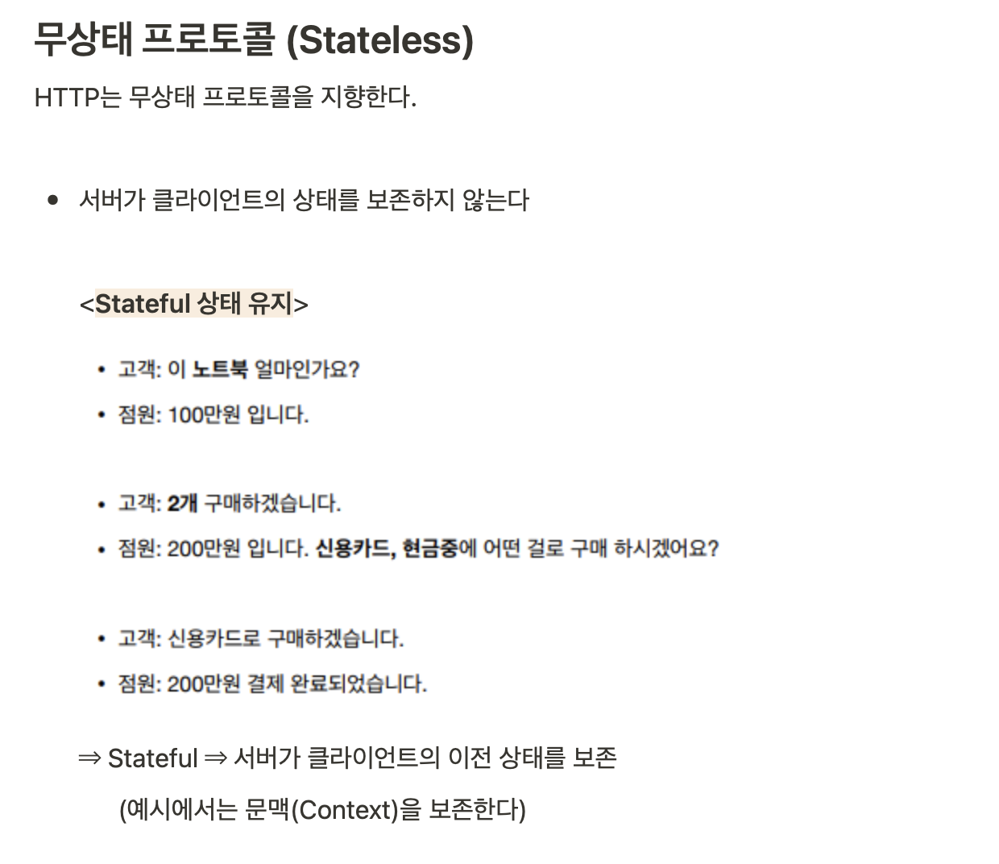 무상태 프로토콜 (Stateless)
HTTP는 무상태 프로토콜을 지향한다.
• 서버가 클라이언트의 상태를 보존하지 않는다
<Stateful 상태 유지>
• 고객: 이 노트북 얼마인가요?
• 점원: 100만원 입니다.
• 고객: 2개 구매하겠습니다.
• 점원: 200만원 입니다. 신용카드, 현금중에 어떤 걸로 구매 하시겠어요?
• 고객: 신용카드로 구매하겠습니다.
• 점원: 200만원 결제 완료되었습니다.
⇒ Stateful ⇒ 서버가 클라이언트의 이전 상태를 보존
(예시에서는 문맥(Context)을 보존한다)